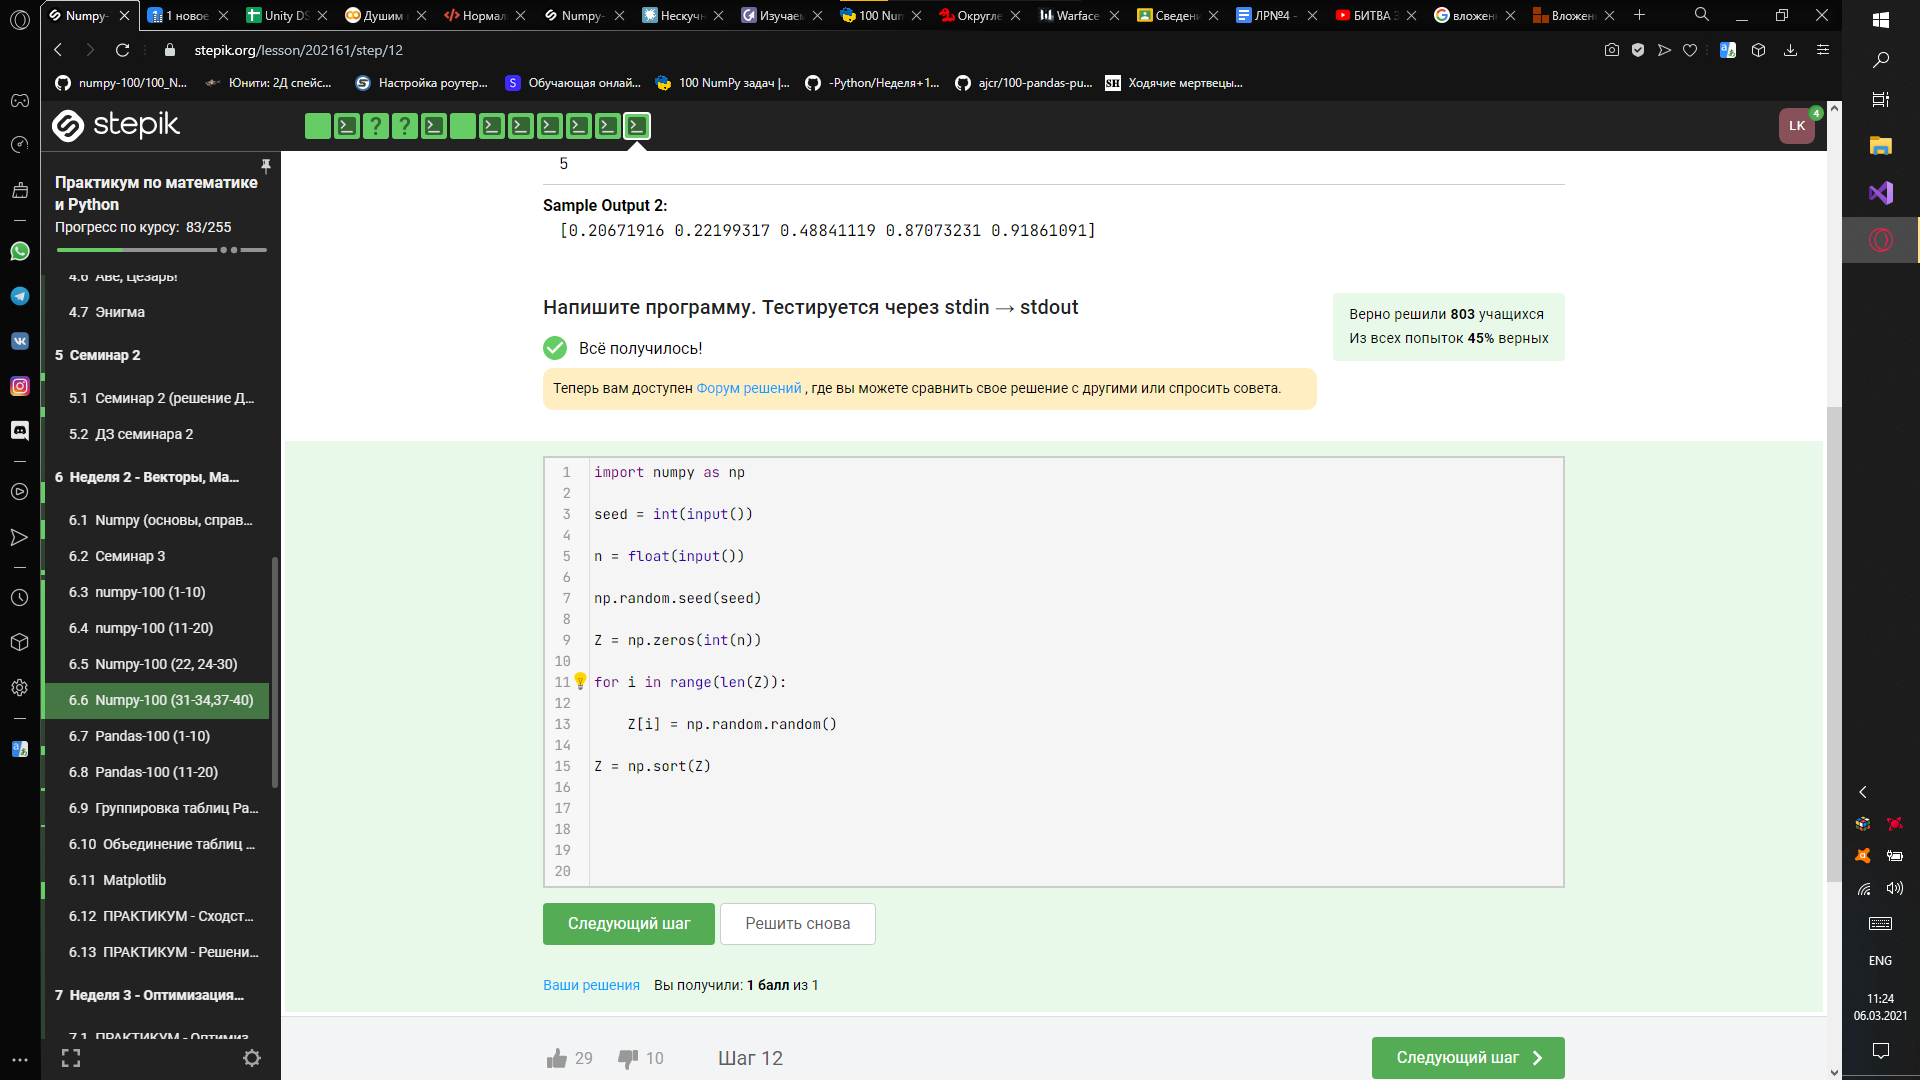 Numpy-
1 новое
Unity DS
Душим
Нормал
Numpy-
Нескучн
Изучаем
100 Num
Округле
Warface
Сведени
ЛР№4 -
БИТВА З
вложен
Вложен
stepik.org/lesson/202161/step/12
numpy-100/100_N...
Юнити: 2Д спейс...
Настройка роутер...
Обучающая онлай...
100 NumPy задач |...
-Python/Неделя+1...
ajcr/100-pandas-pu...
Ходячие мертвецы...
stepik
LK
4
Практикум по математике
и Python
Прогресс по курсу: 83/255
4.6 Аве, Цезарь!
4.7 Энигма
5 Семинар 2
5.1 Семинар 2 (решение Д...
5.2 ДЗ семинара 2
6 Неделя 2 - Векторы, Ма...
6.1 Numpy (основы, справ...
6.2 Семинар 3
6.3 numpy-100 (1-10)
6.4 numpy-100 (11-20)
6.5 Numpy-100 (22, 24-30)
6.6 Numpy-100 (31-34,37-40)
6.7 Pandas-100 (1-10)
6.8 Pandas-100 (11-20)
6.9 Группировка таблиц Pa...
6.10 Объединение таблиц ...
6.11 Matplotlib
6.12 ПРАКТИКУМ - Сходст...
6.13 ПРАКТИКУМ - Решени...
7 Неделя 3 - Оптимизация...
7.1 ПРАКТИКУМ - Оптимиз...
5
Sample Output 2:
[0.20671916 0.22199317 0.48841119 0.87073231 0.91861091]
Напишите программу. Тестируется через stdin → stdout
Верно решили 803 учащихся
Из всех попыток 45% верных
Всё получилось!
Теперь вам доступен Форум решений , где вы можете сравнить свое решение с другими или спросить совета.
1 import numpy as np
2
3 seed = int(input())
4
5 n = float(input())
6
7 np.random.seed(seed)
8
9 Z = np.zeros(int(n))
10
11 for i in range(len(Z)):
12
13 Z[i] = np.random.random()
14
15 Z = np.sort(Z)
16
17
18
19
20
Следующий шаг
Решить снова
Ваши решения Вы получили: 1 балл из 1
29
10
Шаг 12
Следующий шаг
ENG
11:24
06.03.2021